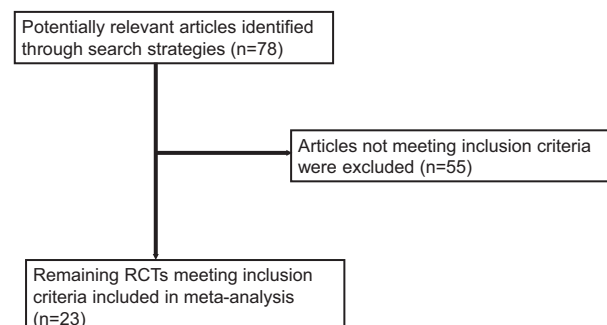 Potentially relevant articles identified
through search strategies (n=78)
Articles not meeting inclusion criteria
were excluded (n=55)
Remaining RCTs meeting inclusion
criteria included in meta-analysis
(n=23)